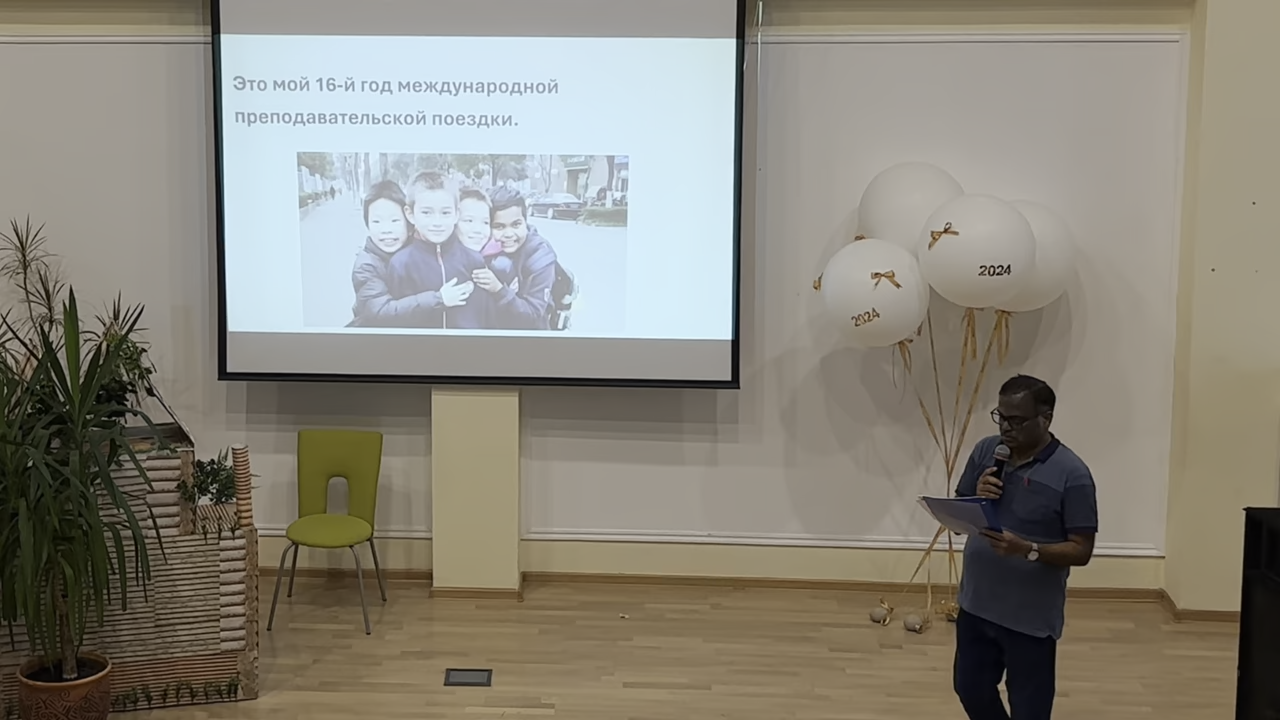 Это мой 16-й год международной
преподавательской поездки.
2024
2024